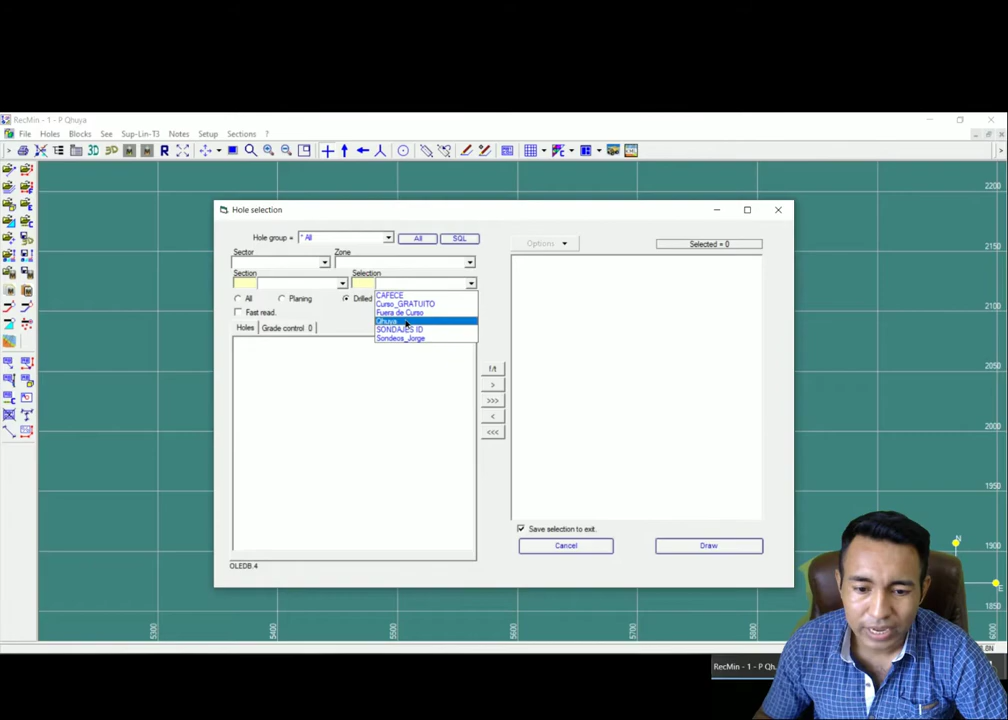 RecMin - 1 - P Qhuya
File Holes Blocks See Sup-Lin-T3 Notes Setup Sections ?
3D 3D M M R
Hole selection
Hole group = * All All SQL
Options Selected = 0
Sector Zone
Section Selection
All Planing Drilled
CAFECE
Curso_GRATUITO
Fuera de Curso
Qhuya
SONDAJES ID
Sondeos_Jorge
Fast read.
Holes Grade control 0
f/t
>
>>>
<
<<<
Save selection to exit.
Cancel Draw
OLEDB.4
2200
2150
2100
2050
2000
1950
1900
1850
N
E
5300 5400 5500 5600 5700 5800 6000
RecMin - 1 - P Qh